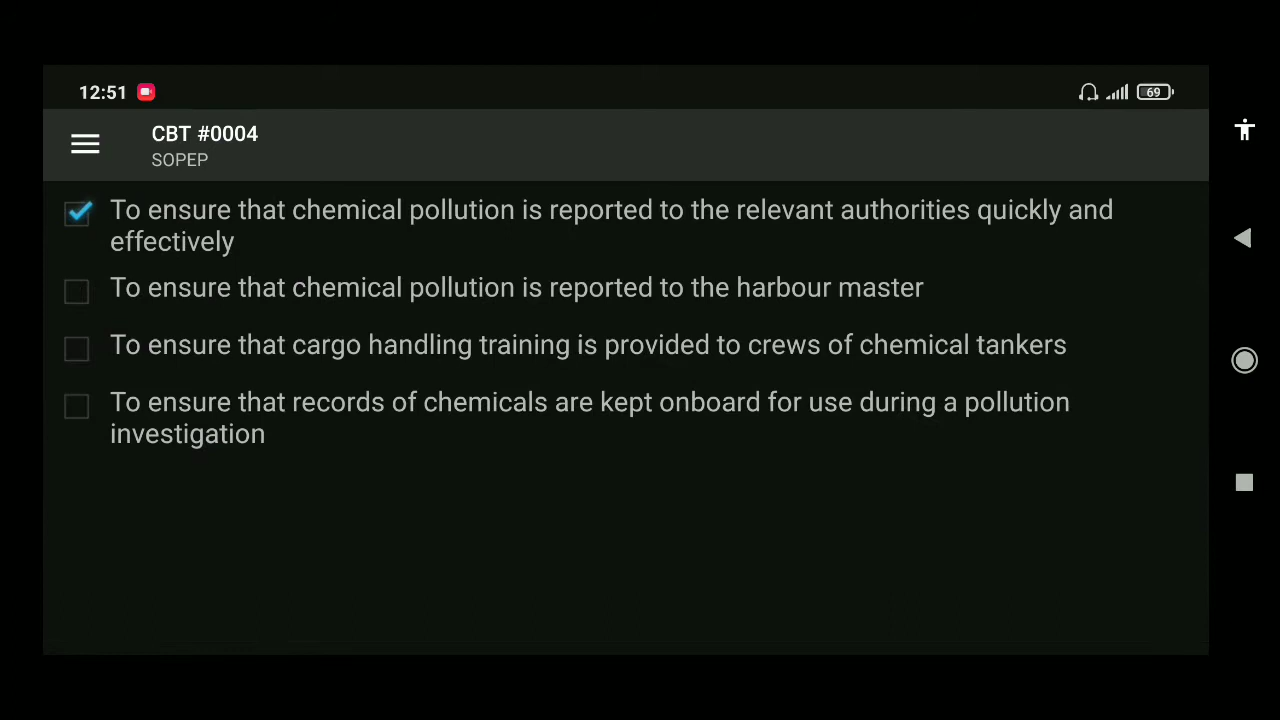 12:51
69
CBT #0004
SOPEP
To ensure that chemical pollution is reported to the relevant authorities quickly and
effectively
To ensure that chemical pollution is reported to the harbour master
To ensure that cargo handling training is provided to crews of chemical tankers
To ensure that records of chemicals are kept onboard for use during a pollution
investigation